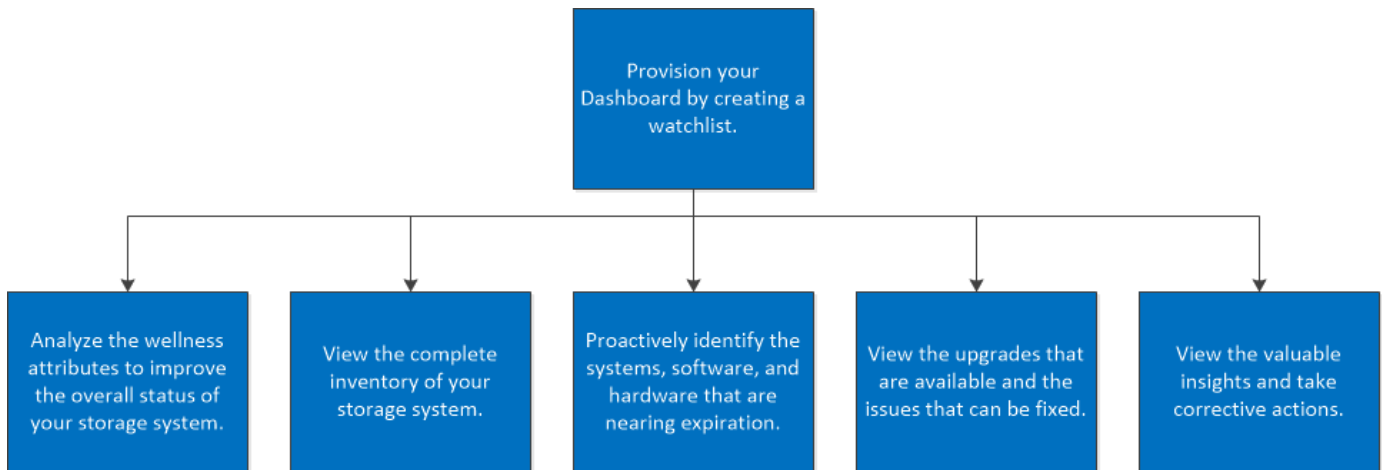 Provision your
Dashboard by creating a
watchlist.
Analyze the wellness
attributes to improve
the overall status of
your storage system.
View the complete
inventory of your
storage system.
Proactively identify the
systems, software, and
hardware that are
nearing expiration.
View the upgrades that
are available and the
issues that can be fixed.
View the valuable
insights and take
corrective actions.